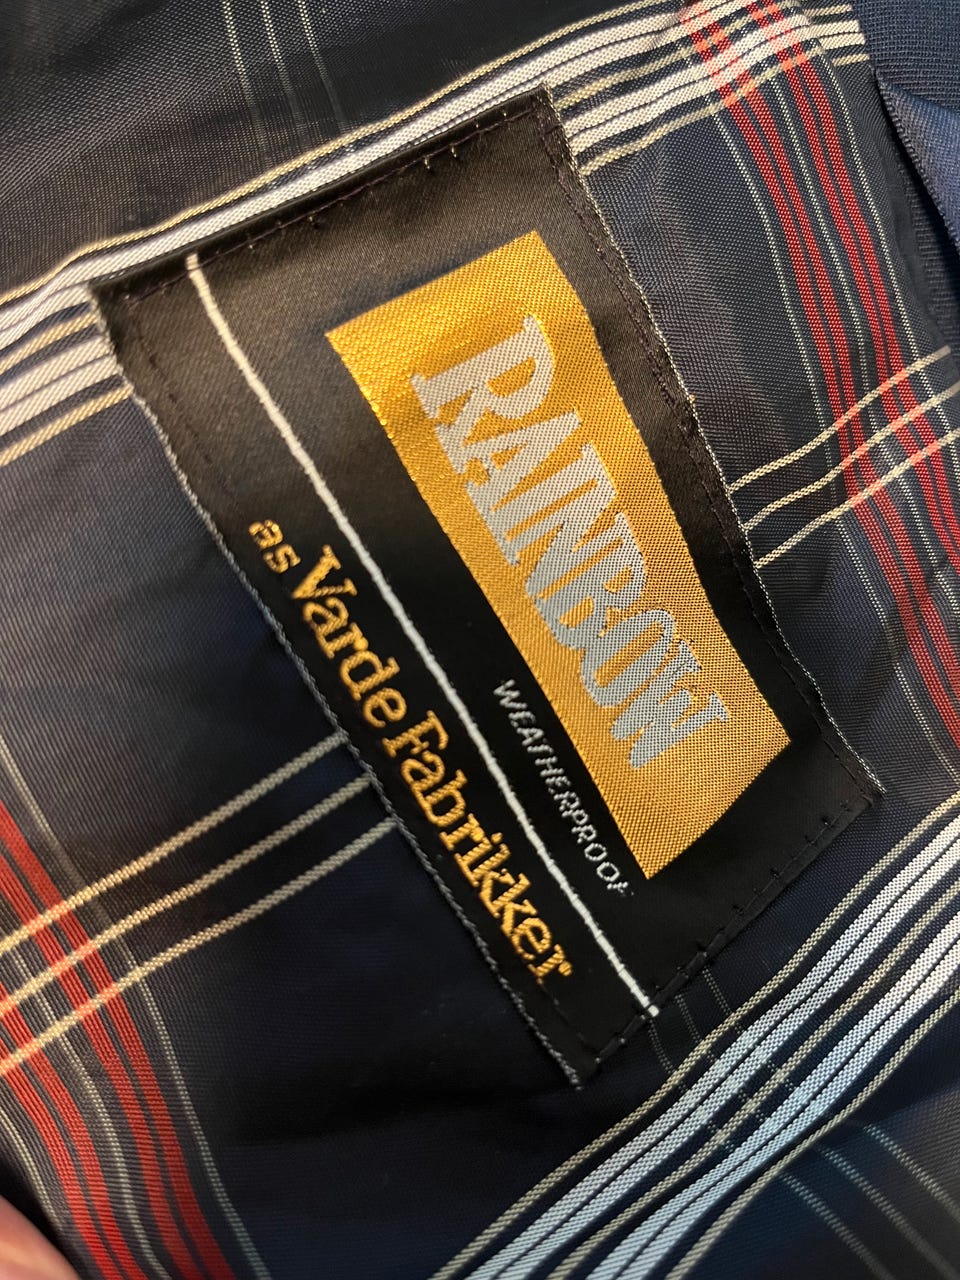 RAINBOW
WEATHERPROOF
as Varde Fabrikker